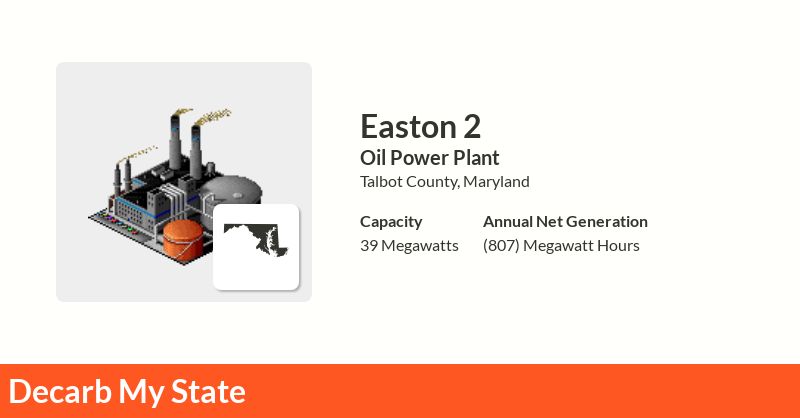 Easton 2
Oil Power Plant
Talbot County, Maryland
Capacity
39 Megawatts
Annual Net Generation
(807) Megawatt Hours
Decarb My State